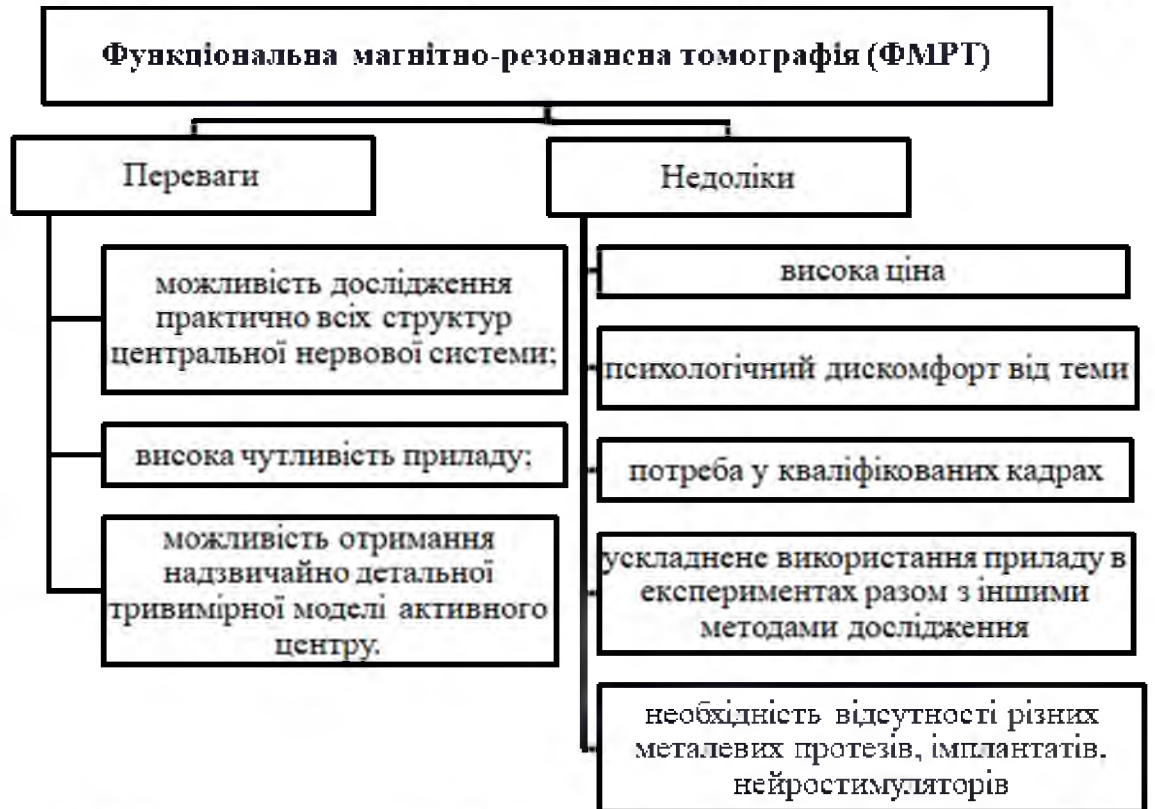 Функціональна магнітно-резонансна томографія (ФМРТ)
Переваги
можливість дослідження
практично всіх структур
центральної нервової системи;
висока чутливість приладу;
можливість отримання
надзвичайно детальної
тривимірної моделі активного
центру.
Недоліки
висока ціна
психологічний дискомфорт від теми
потреба у кваліфікованих кадрах
ускладнене використання приладу в
експериментах разом з іншими
методами дослідження
необхідність відсутності різних
металевих протезів, імплантатів,
нейростимуляторів